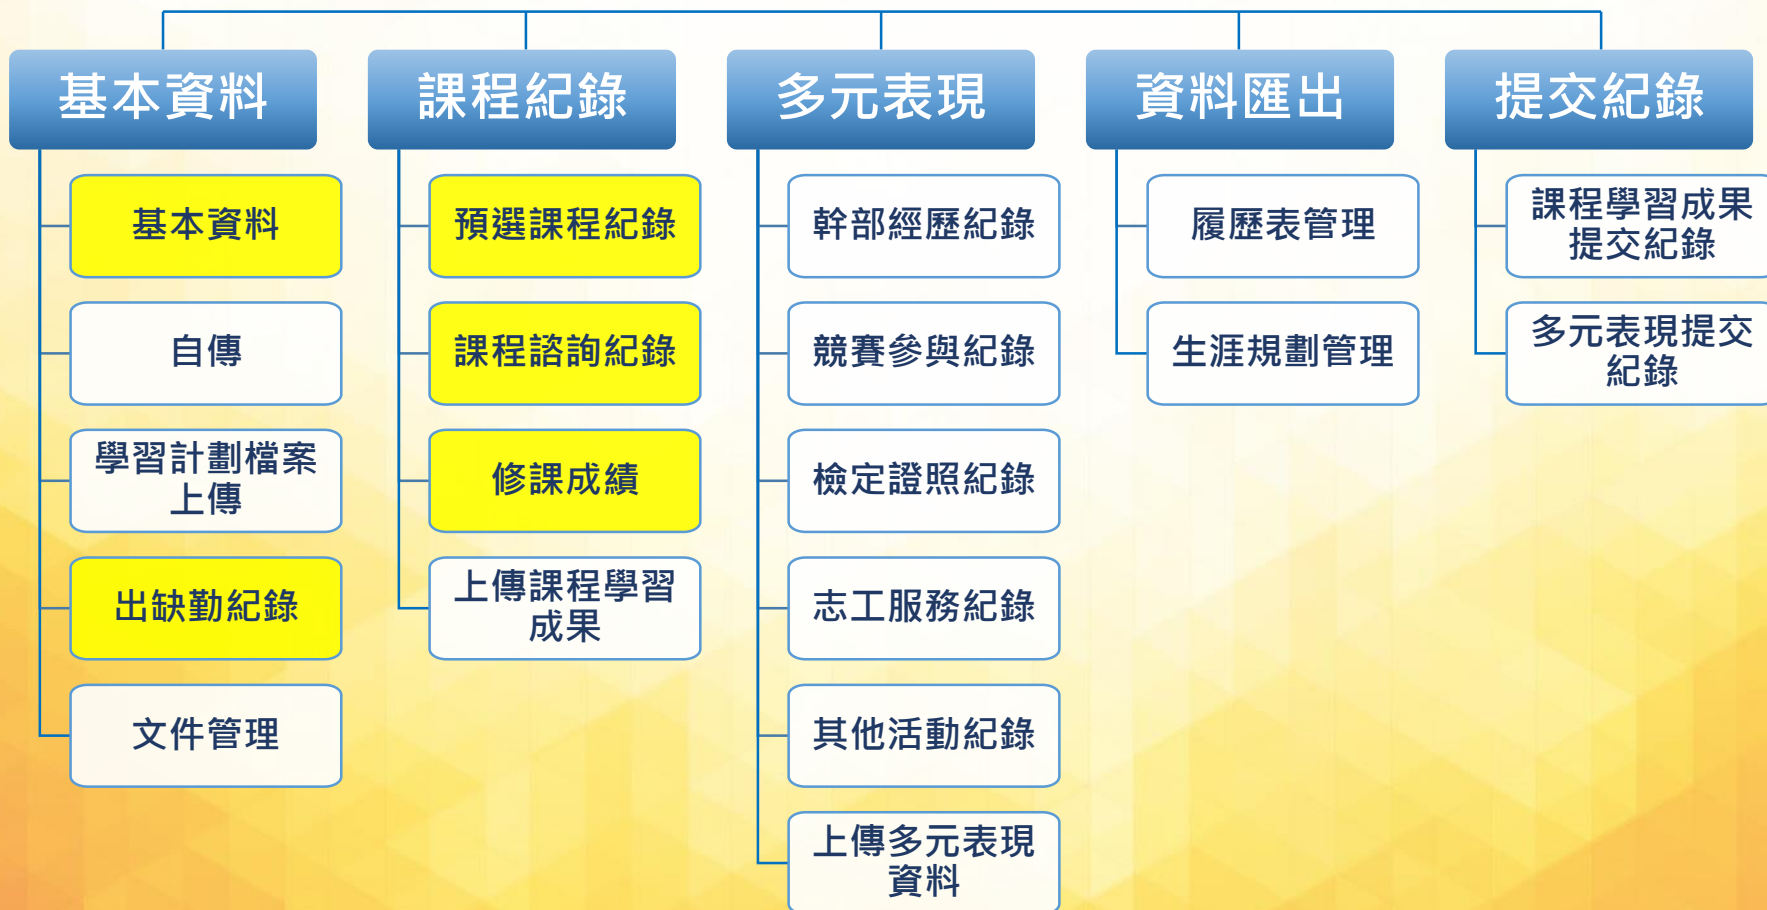 基本資料
基本資料
自傳
學習計劃檔案
上傳
出缺勤紀錄
文件管理
課程紀錄
預選課程紀錄
課程諮詢紀錄
修課成績
上傳課程學習
成果
多元表現
幹部經歷紀錄
競賽參與紀錄
檢定證照紀錄
志工服務紀錄
其他活動紀錄
上傳多元表現
資料
資料匯出
履歷表管理
生涯規劃管理
提交紀錄
課程學習成果
提交紀錄
多元表現提交
紀錄